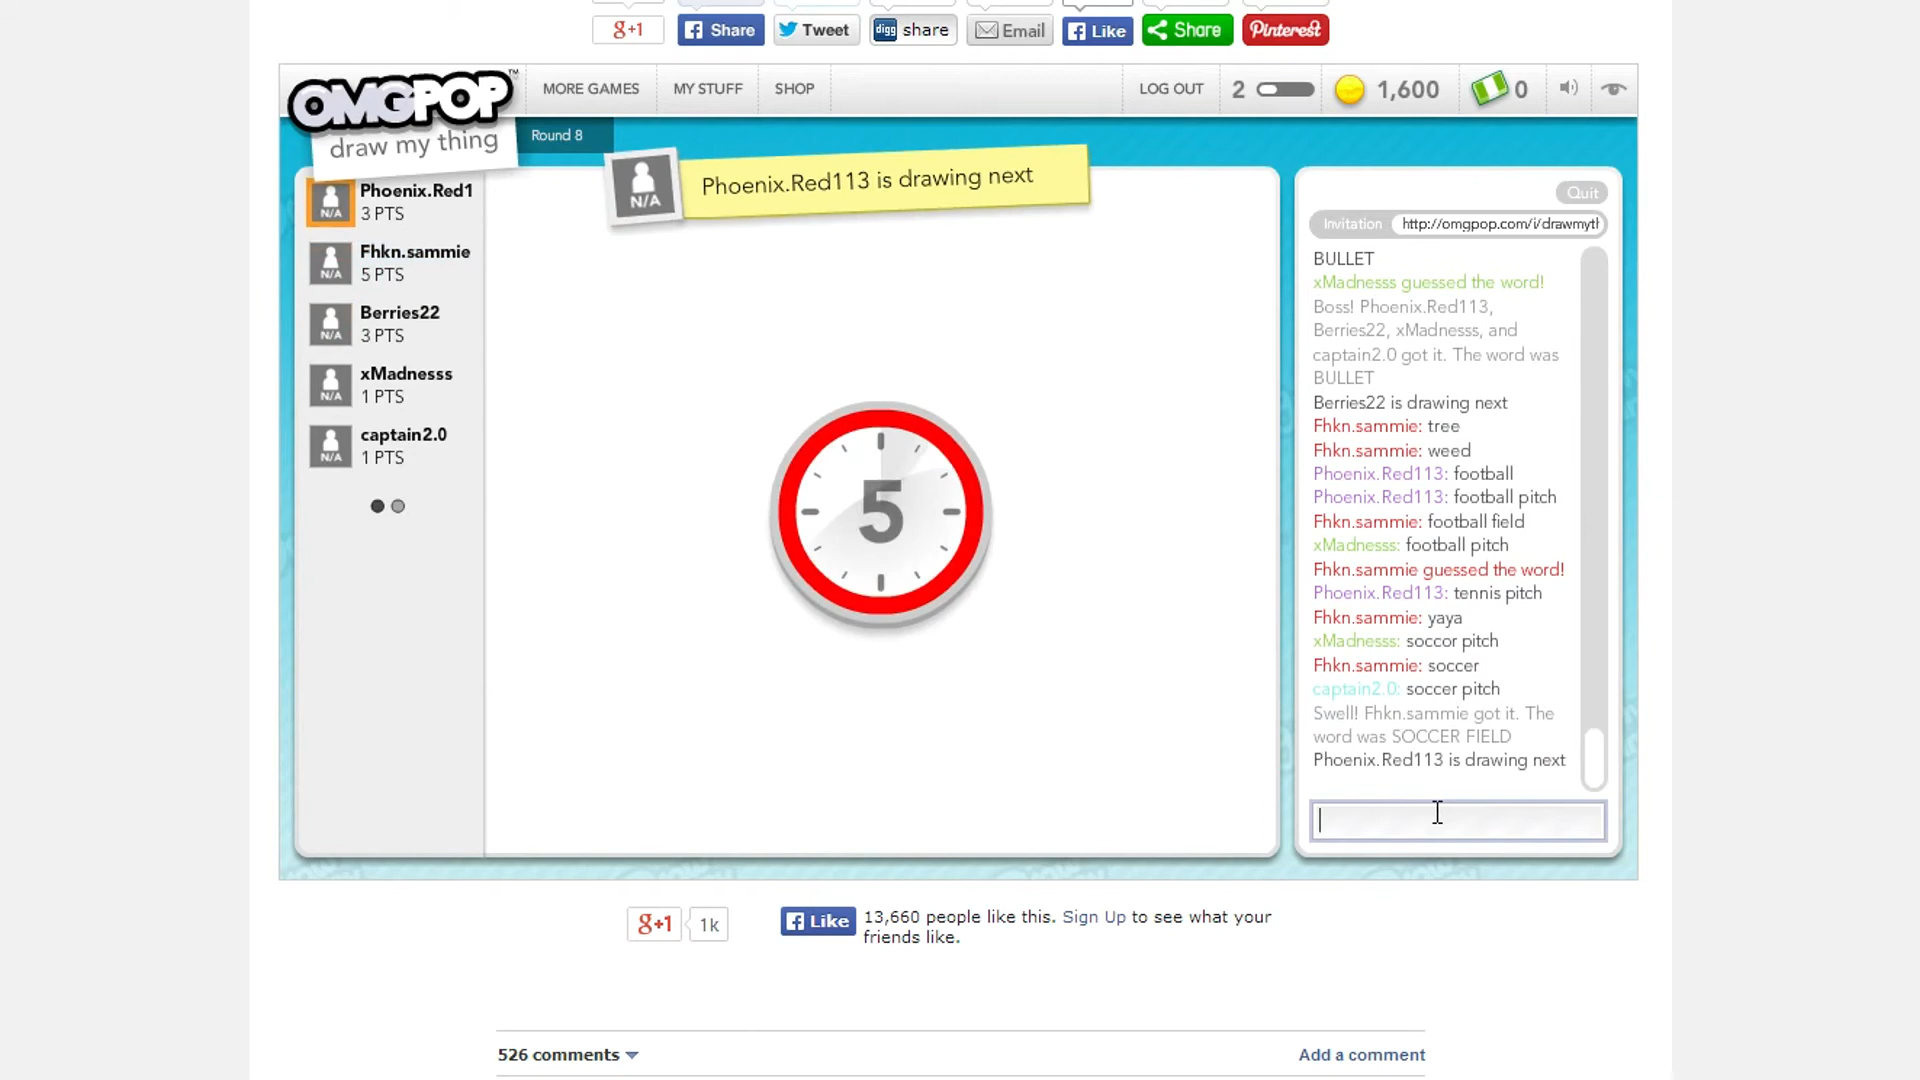 g+1
Share
Tweet
digg share
Email
Like
Share
Pinterest
OMGPOP™
draw my thing
MORE GAMES
MY STUFF
SHOP
LOG OUT
2
1,600
0
Round 8
N/A
Phoenix.Red113 is drawing next
N/A
Phoenix.Red1
3 PTS
N/A
Fhkn.sammie
5 PTS
N/A
Berries22
3 PTS
N/A
xMadnesss
1 PTS
N/A
captain2.0
1 PTS
5
Quit
Invitation
http://omgpop.com/i/drawmyth
BULLET
xMadnesss guessed the word!
Boss! Phoenix.Red113,
Berries22, xMadnesss, and
captain2.0 got it. The word was
BULLET
Berries22 is drawing next
Fhkn.sammie: tree
Fhkn.sammie: weed
Phoenix.Red113: football
Phoenix.Red113: football pitch
Fhkn.sammie: football field
xMadnesss: football pitch
Fhkn.sammie guessed the word!
Phoenix.Red113: tennis pitch
Fhkn.sammie: yaya
xMadnesss: soccor pitch
Fhkn.sammie: soccer
captain2.0: soccer pitch
Swell! Fhkn.sammie got it. The
word was SOCCER FIELD
Phoenix.Red113 is drawing next
g+1
1k
Like
13,660 people like this. Sign Up to see what your
friends like.
526 comments
Add a comment